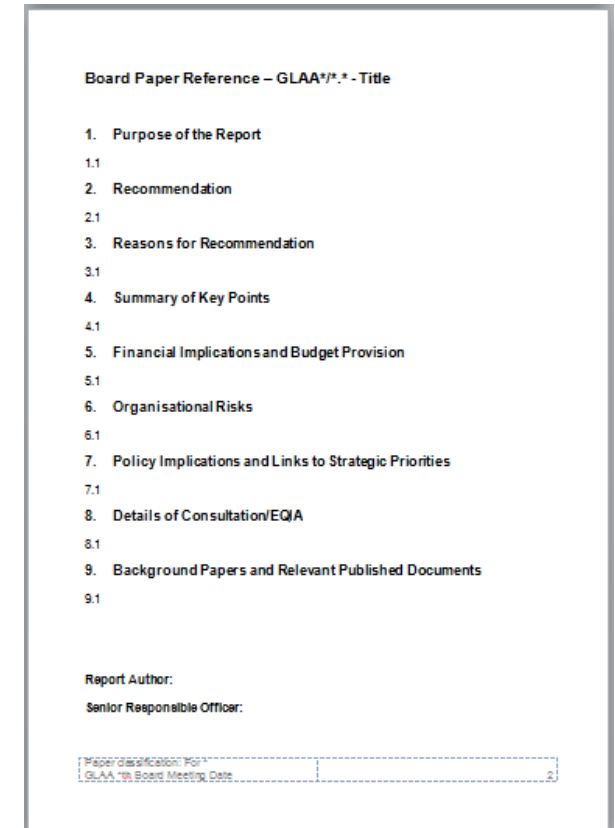 Board Paper Reference – GLAA*/*.* - Title
1. Purpose of the Report
1.1
2. Recommendation
2.1
3. Reasons for Recommendation
3.1
4. Summary of Key Points
4.1
5. Financial Implications and Budget Provision
5.1
6. Organisational Risks
6.1
7. Policy Implications and Links to Strategic Priorities
7.1
8. Details of Consultation/EQIA
8.1
9. Background Papers and Relevant Published Documents
9.1
Report Author:
Senior Responsible Officer:
Paper classification: For *
GLAA *th Board Meeting Date 2